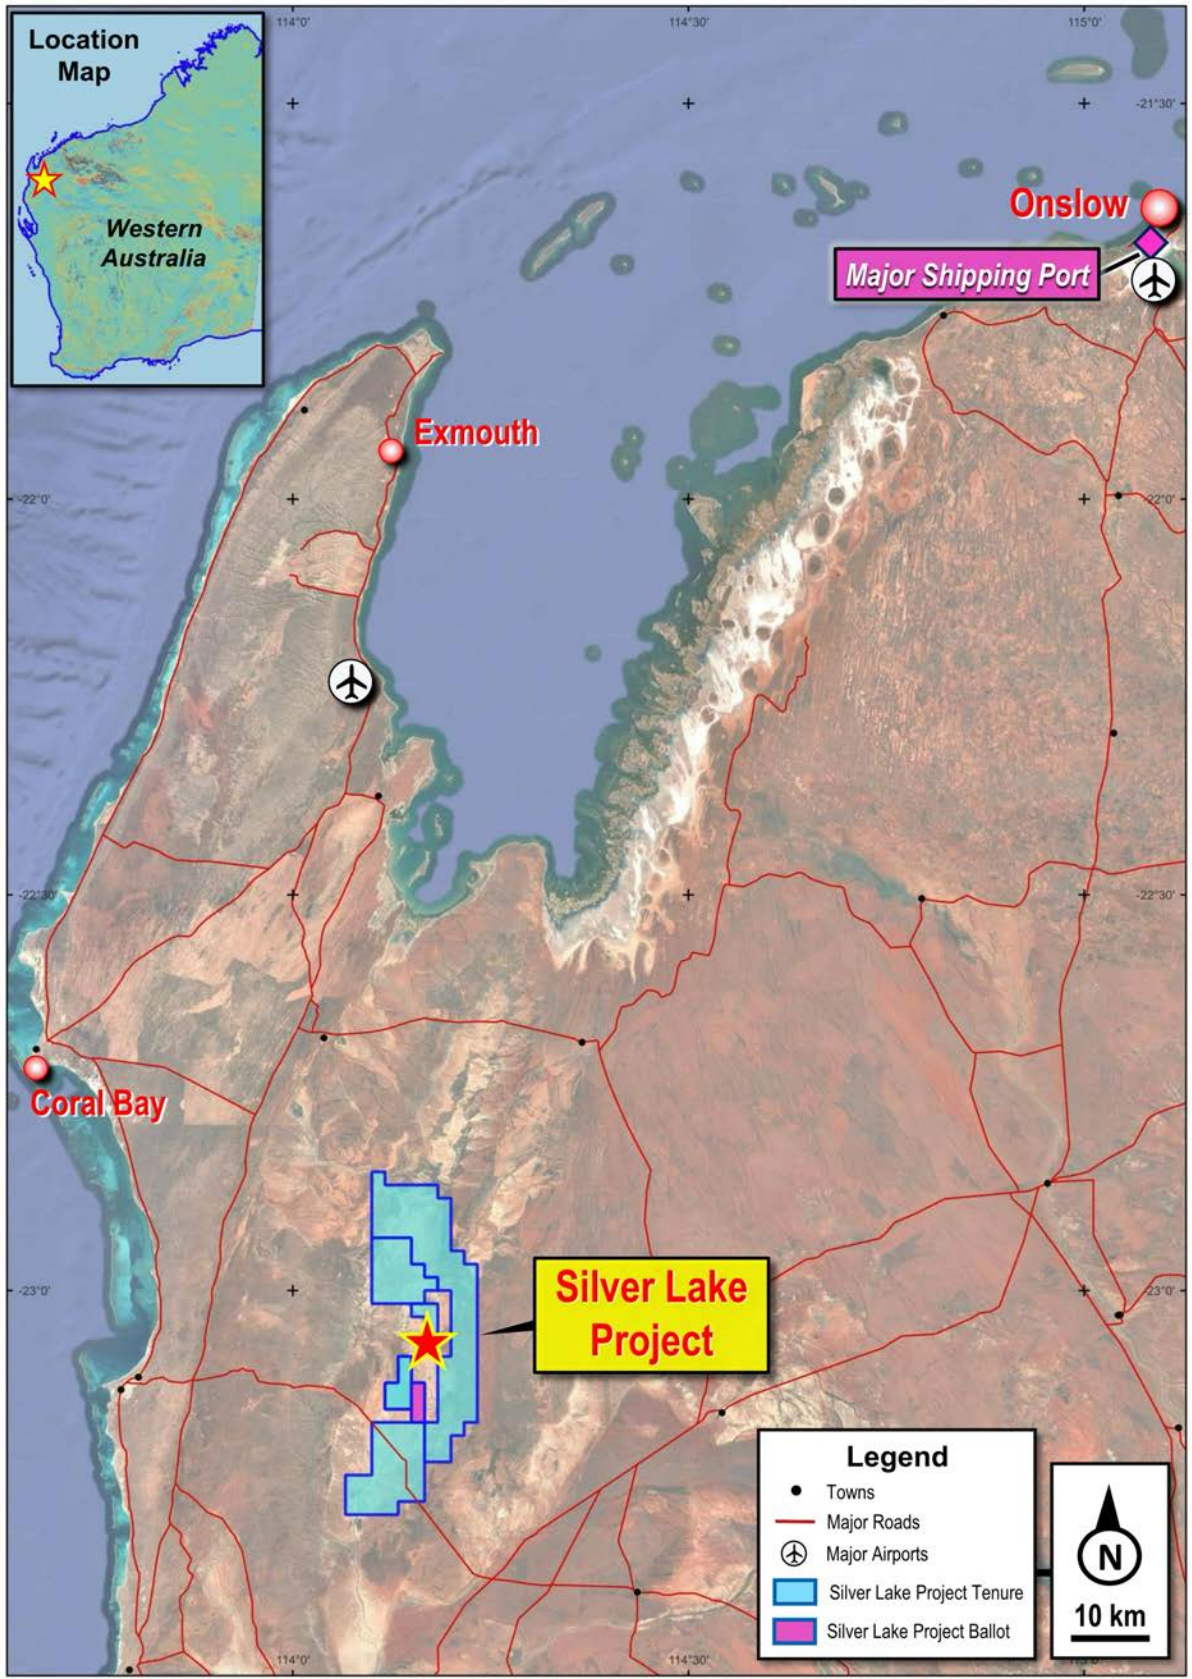 114°0'
114°30'
115°0'
Location
Map
-21°30'
Western
Australia
Onslow
Major Shipping Port
Exmouth
-22°0'
-22°0'
-22°30'
-22°30'
Coral Bay
-23°0'
-23°0'
Silver Lake
Project
Legend
Towns
Major Roads
Major Airports
Silver Lake Project Tenure
Silver Lake Project Ballot
N
10 km
114°0'
114°30'